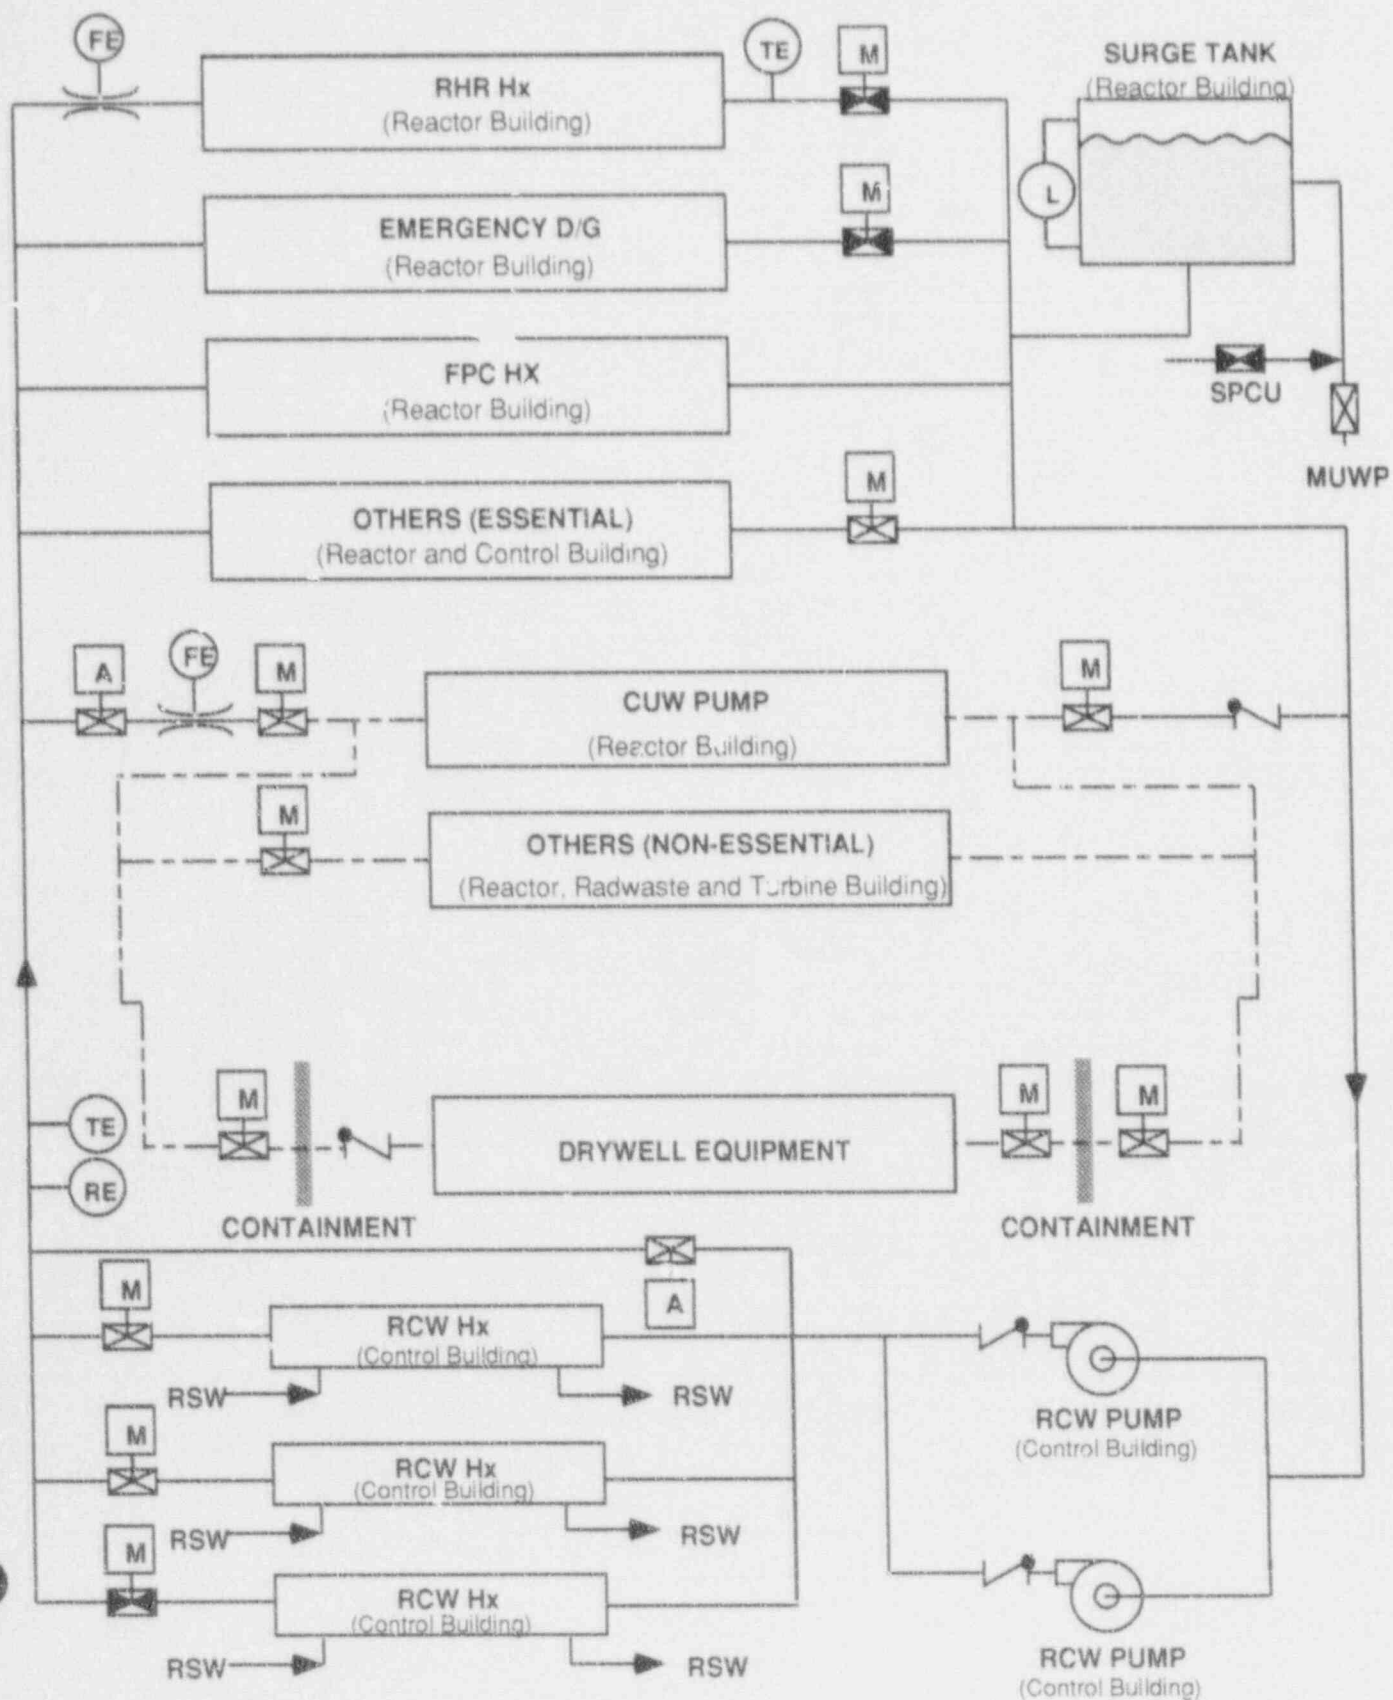 FE
TE
M
SURGE TANK
(Reactor Building)
RHR Hx
(Reactor Building)
M
L
EMERGENCY D/G
(Reactor Building)
FPC HX
(Reactor Building)
SPCU
MUWP
M
OTHERS (ESSENTIAL)
(Reactor and Control Building)
A
FE
M
M
CUW PUMP
(Reactor Building)
M
OTHERS (NON-ESSENTIAL)
(Reactor, Radwaste and Turbine Building)
M
M
M
TE
DRYWELL EQUIPMENT
RE
CONTAINMENT
CONTAINMENT
M
A
RCW Hx
(Control Building)
RSW
RSW
RCW PUMP
(Control Building)
M
RCW Hx
(Control Building)
RSW
RSW
M
RCW Hx
(Control Building)
RSW
RSW
RCW PUMP
(Control Building)